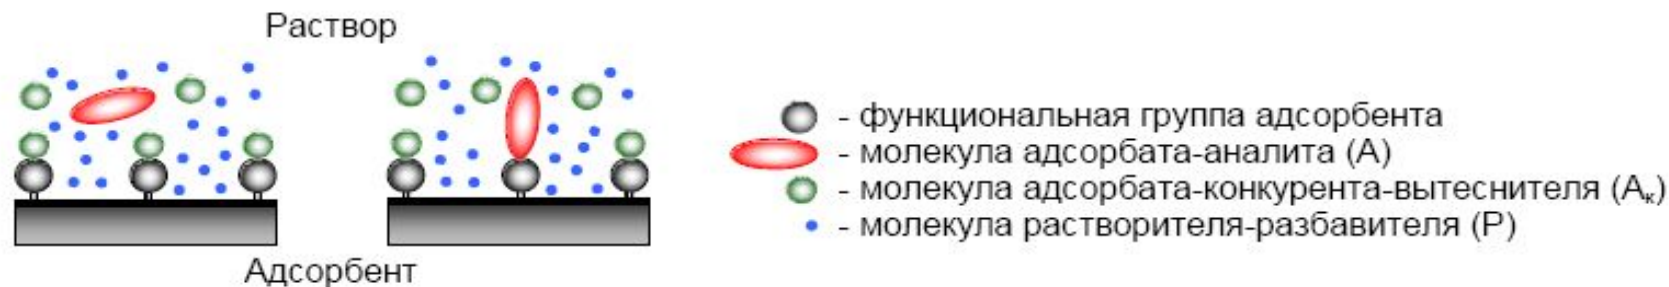 Раствор
- функциональная группа адсорбента
- молекула адсорбата-аналита (А)
- молекула адсорбата-конкурента-вытеснителя (Ак)
- молекула растворителя-разбавителя (Р)
Адсорбент